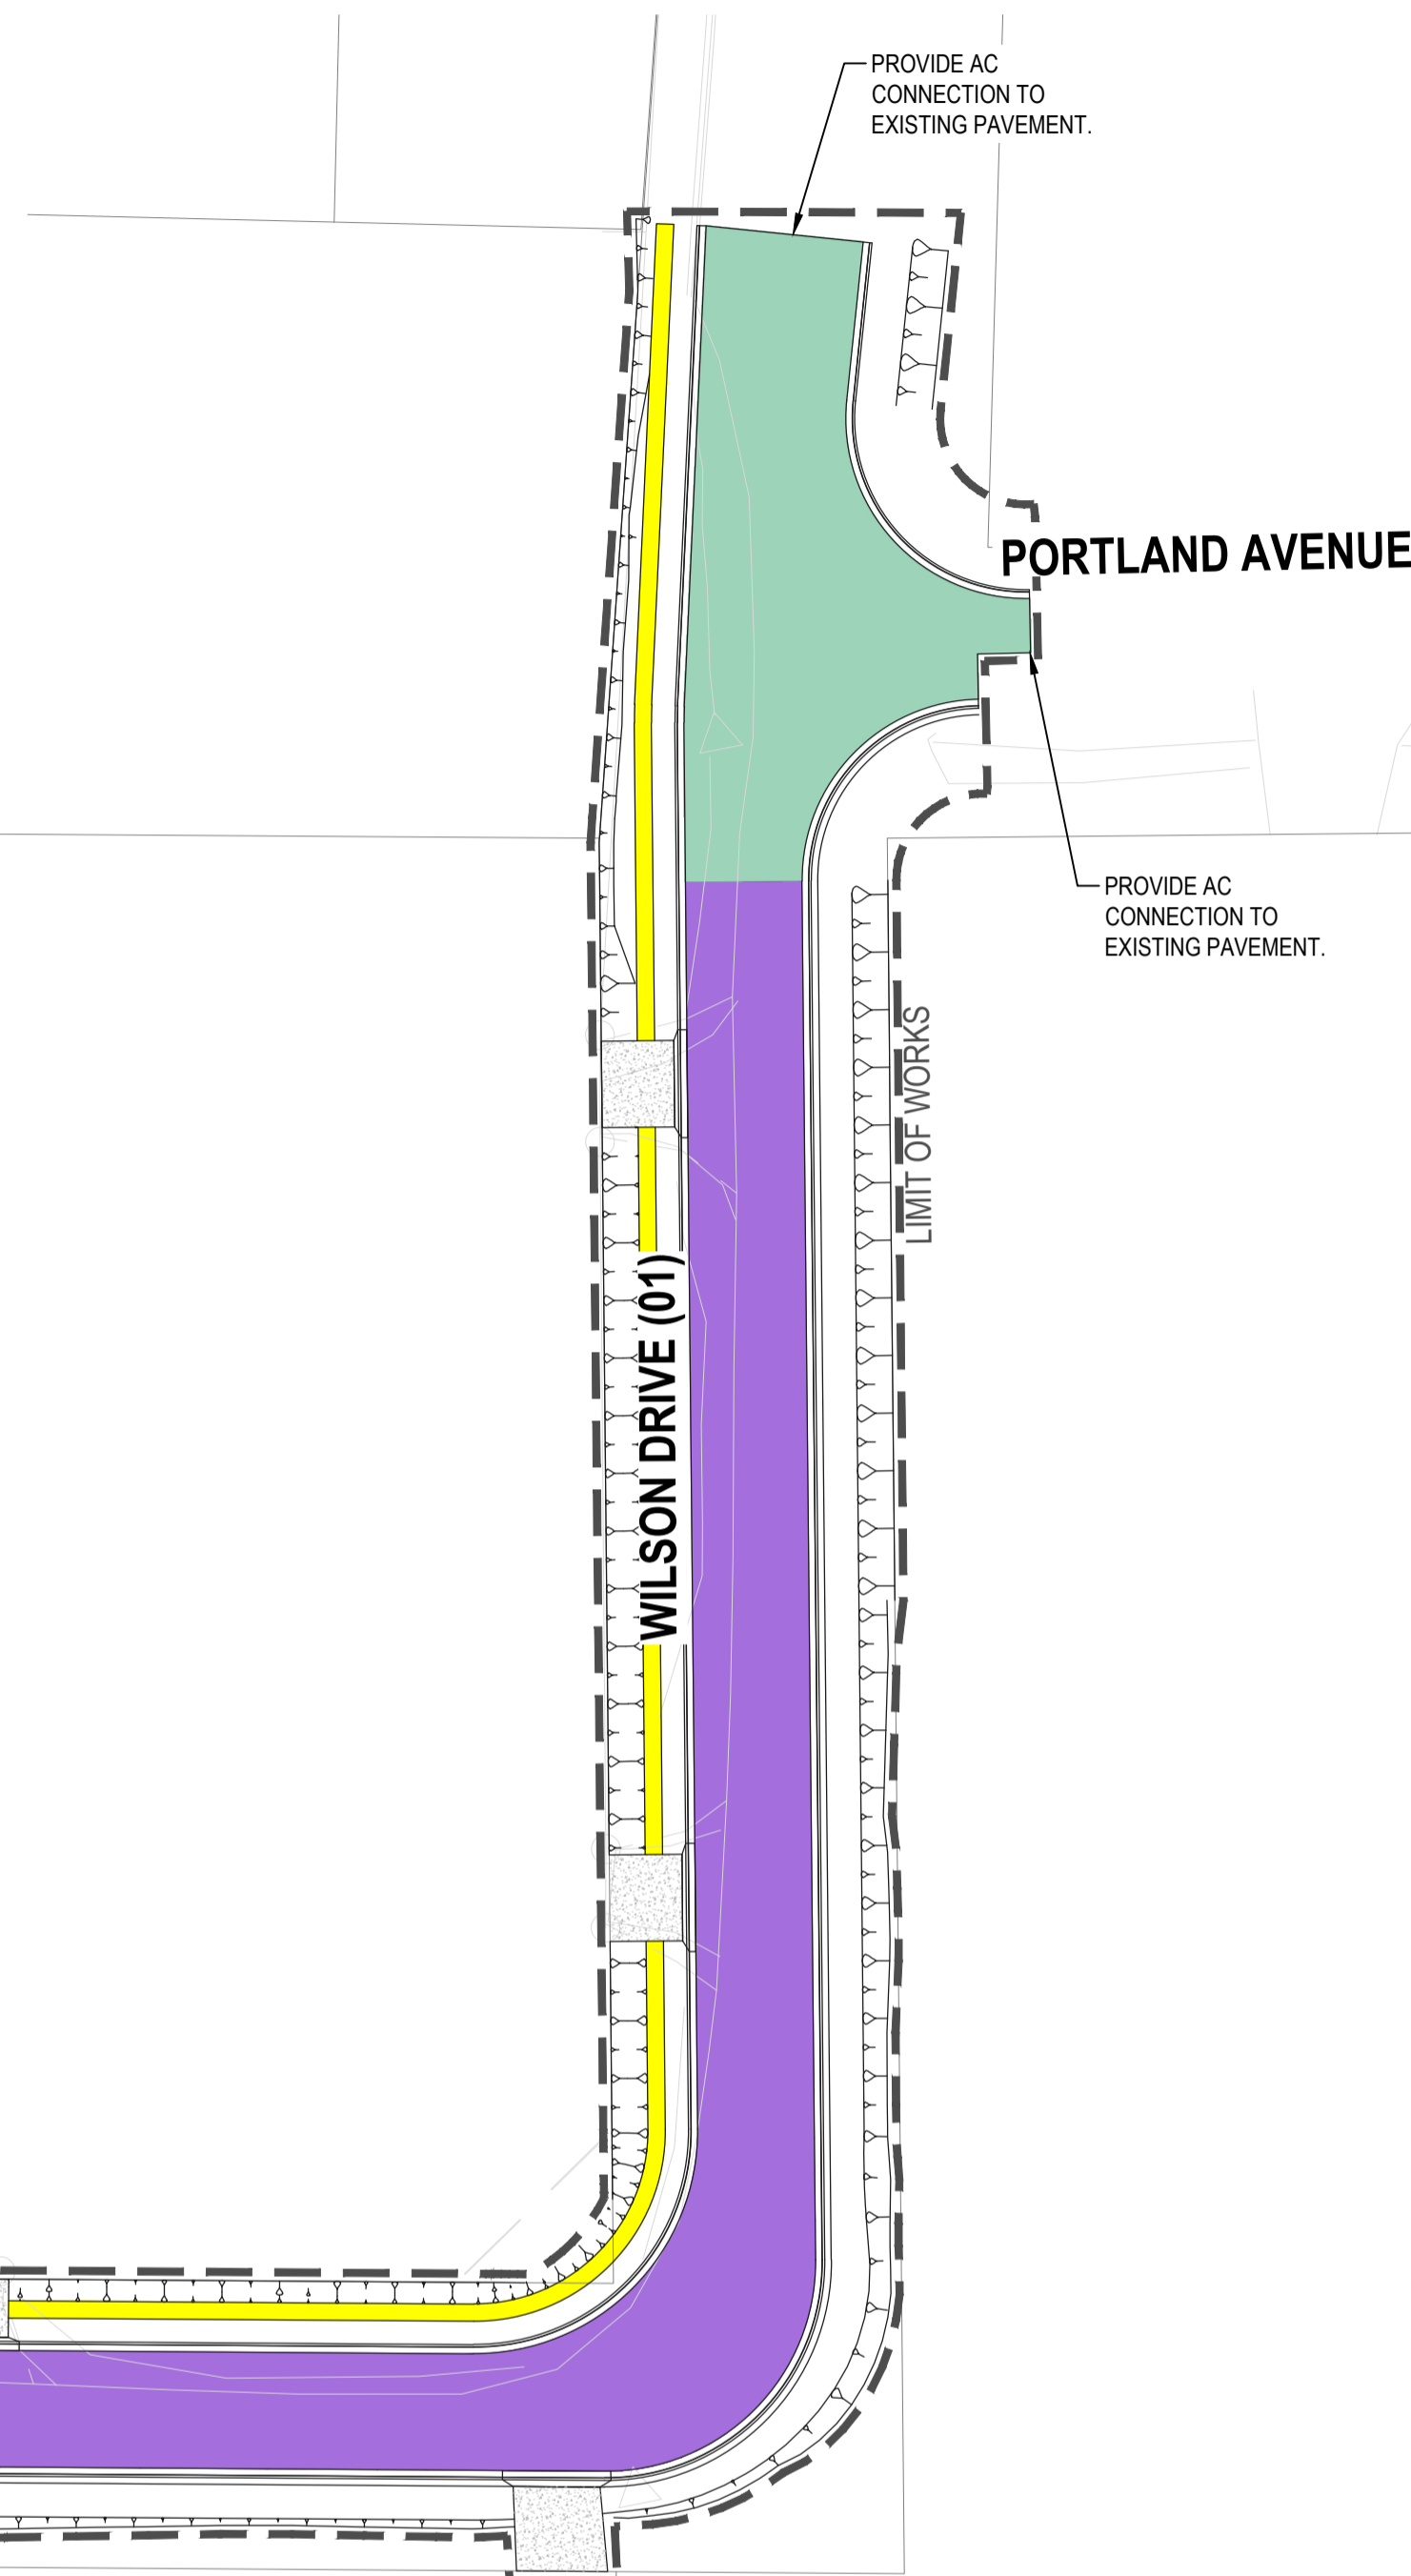 PROVIDE AC
CONNECTION TO
EXISTING PAVEMENT.
PORTLAND AVENUE
PROVIDE AC
CONNECTION TO
EXISTING PAVEMENT.
LIMIT OF WORKS
WILSON DRIVE (01)